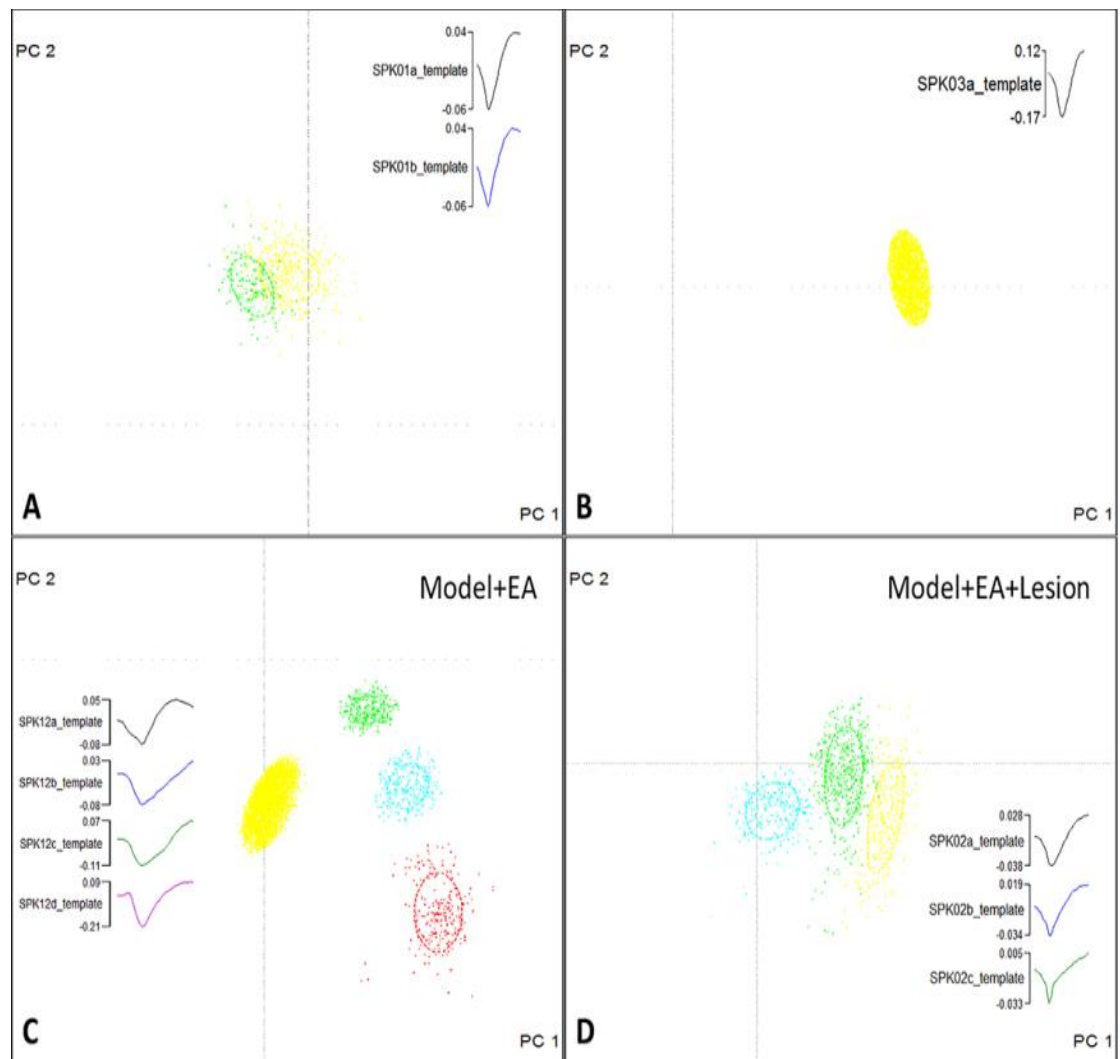 PC 2
0.04
SPK01a_template
-0.06
0.04
SPK01b_template
-0.06
A
PC 1
PC 2
0.12
SPK03a_template
-0.17
B
PC 1
PC 2
Model+EA
0.05
SPK12a_template
-0.08
0.03
SPK12b_template
-0.08
0.07
SPK12c_template
-0.11
0.09
SPK12d_template
-0.21
C
PC 1
PC 2
Model+EA+Lesion
0.028
SPK02a_template
-0.038
0.019
SPK02b_template
-0.034
0.005
SPK02c_template
-0.033
D
PC 1